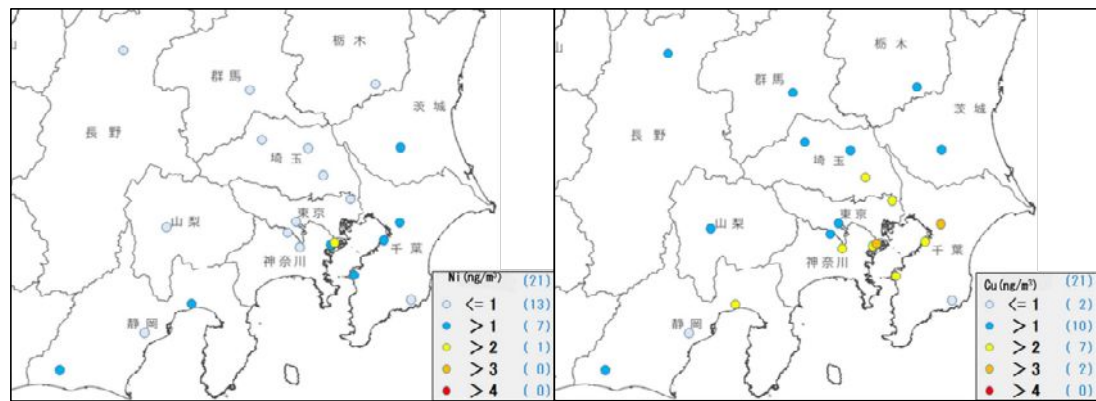 栃木
群馬
茨城
長野
埼玉
山梨
東京
千葉
神奈川
静岡
Ni(ng/m³) (21)
<= 1 (13)
> 1 ( 7)
> 2 ( 1)
> 3 ( 0)
> 4 ( 0)
山
栃木
群馬
茨城
長野
埼玉
山梨
東京
千葉
神奈川
静岡
Cu(ng/m³) (21)
<= 1 ( 2)
> 1 (10)
> 2 ( 7)
> 3 ( 2)
> 4 ( 0)